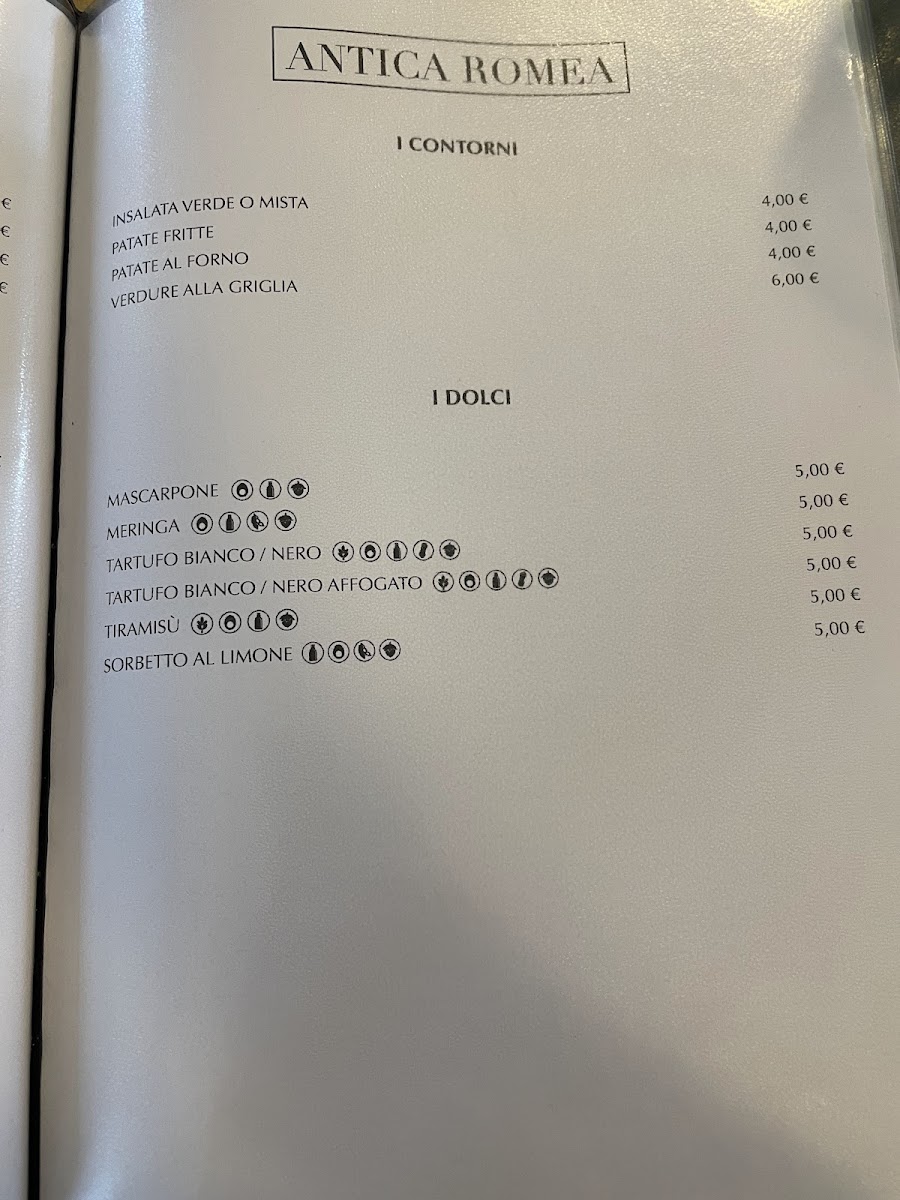 ANTICA ROMEA
I CONTORNI
INSALATA VERDE O MISTA 4,00 €
PATATE FRITTE 4,00 €
PATATE AL FORNO 4,00 €
VERDURE ALLA GRIGLIA 6,00 €
I DOLCI
MASCARPONE 5,00 €
MERINGA 5,00 €
TARTUFO BIANCO / NERO 5,00 €
TARTUFO BIANCO / NERO AFFOGATO 5,00 €
TIRAMISÙ 5,00 €
SORBETTO AL LIMONE 5,00 €
€
€
€
€